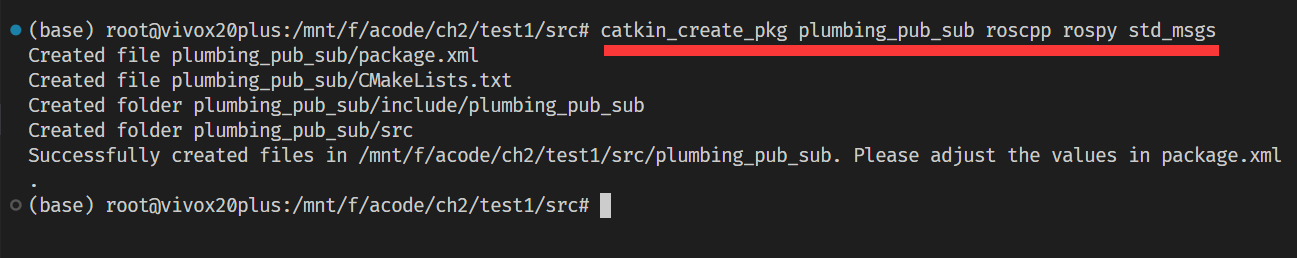 (base) root@vivox20plus:/mnt/f/acode/ch2/test1/src# catkin_create_pkg plumbing_pub_sub roscpp rospy std_msgs
Created file plumbing_pub_sub/package.xml
Created file plumbing_pub_sub/CMakeLists.txt
Created folder plumbing_pub_sub/include/plumbing_pub_sub
Created folder plumbing_pub_sub/src
Successfully created files in /mnt/f/acode/ch2/test1/src/plumbing_pub_sub. Please adjust the values in package.xml
.
(base) root@vivox20plus:/mnt/f/acode/ch2/test1/src#